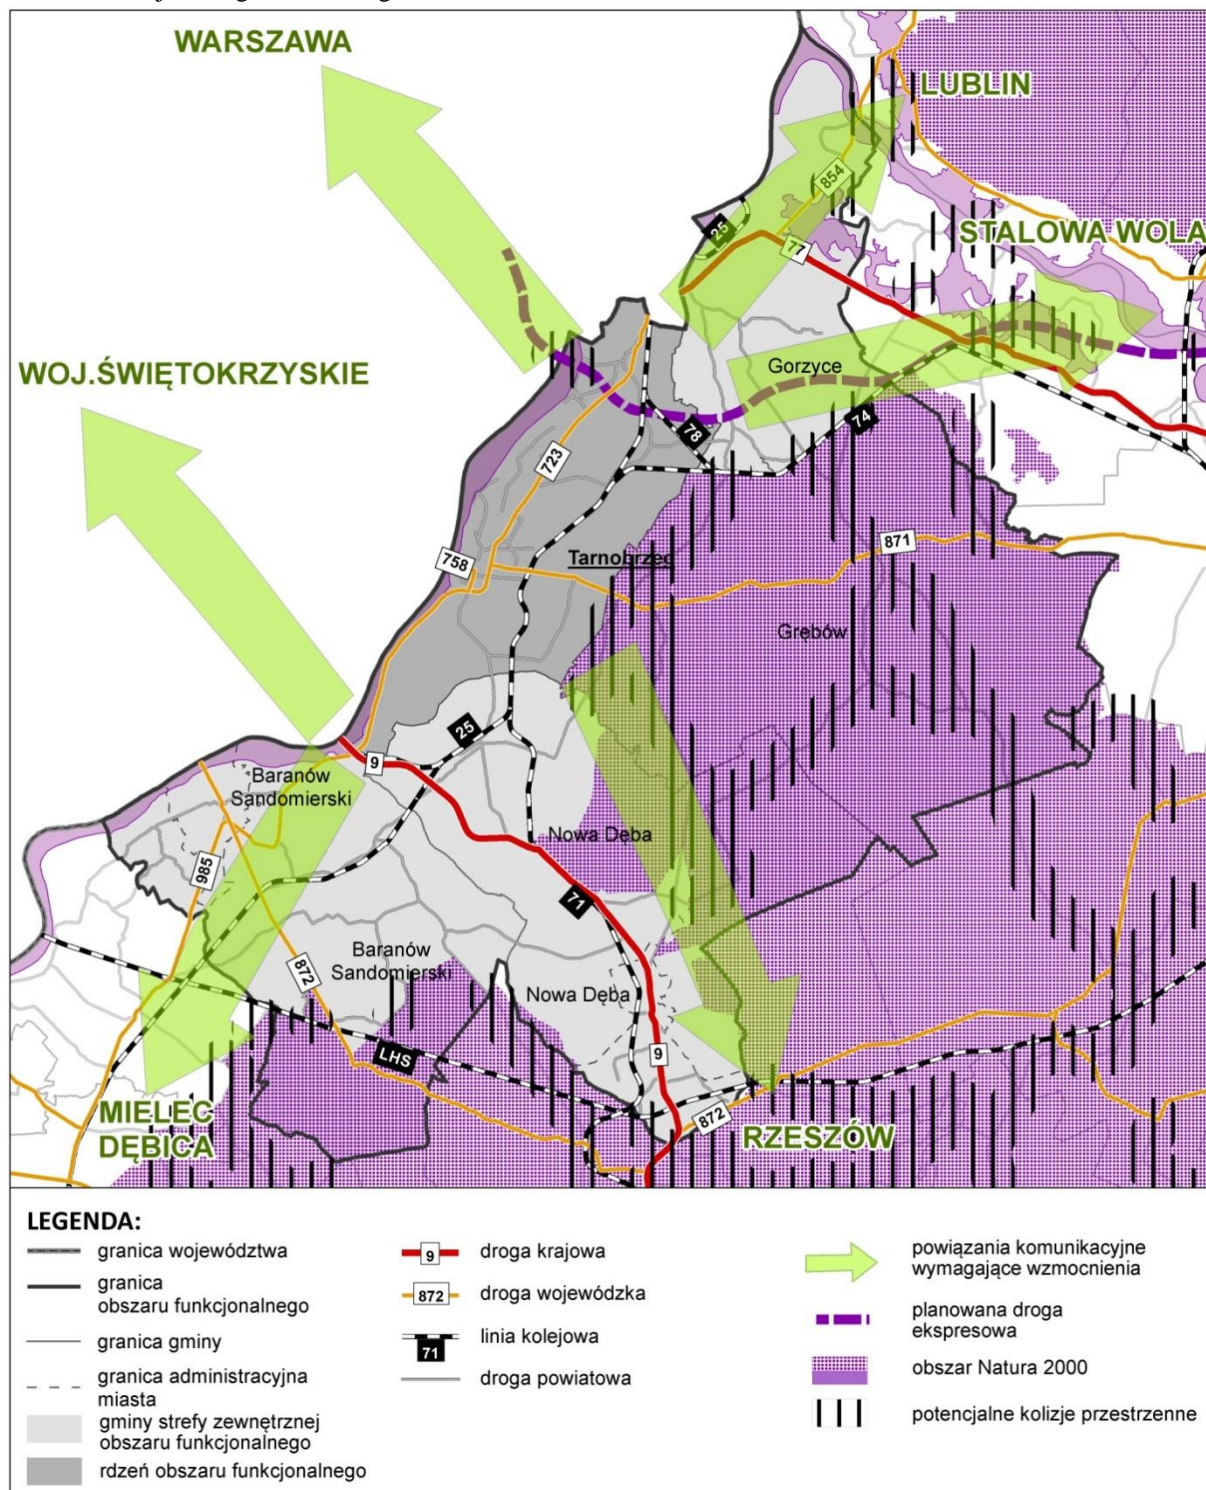 WARSZAWA
LUBLIN
854
25
STALOWA WOLA
77
WOJ.ŚWIĘTOKRZYSKIE
Gorzyce
74
78
723
871
758
Tarnobrzeg
Grębów
25
9
Baranów
Sandomierski
Nowa Dęba
985
71
Baranów
Sandomierski
872
Nowa Dęba
LHS
9
MIELEC
DĘBICA
872
RZESZÓW
LEGENDA:
granica województwa
granica
obszaru funkcjonalnego
granica gminy
granica administracyjna
miasta
gminy strefy zewnętrznej
obszaru funkcjonalnego
rdzeń obszaru funkcjonalnego
9 droga krajowa
872 droga wojewódzka
linia kolejowa
71
droga powiatowa
powiązania komunikacyjne
wymagające wzmocnienia
planowana droga
ekspresowa
obszar Natura 2000
potencjalne kolizje przestrzenne